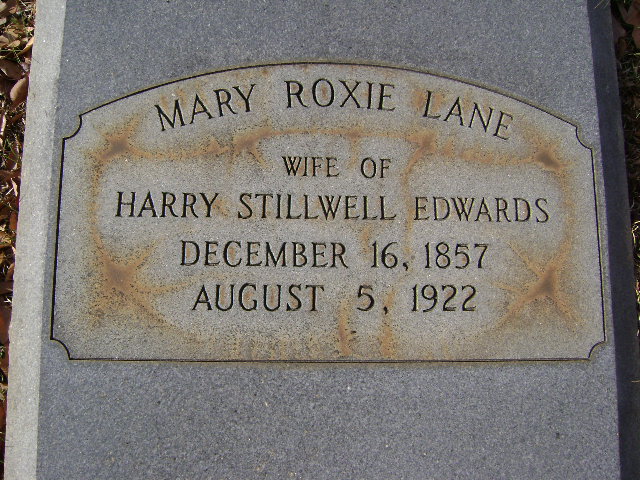 MARY ROXIE LANE
WIFE OF
HARRY STILLWELL EDWARDS
DECEMBER 16, 1857
AUGUST 5, 1922